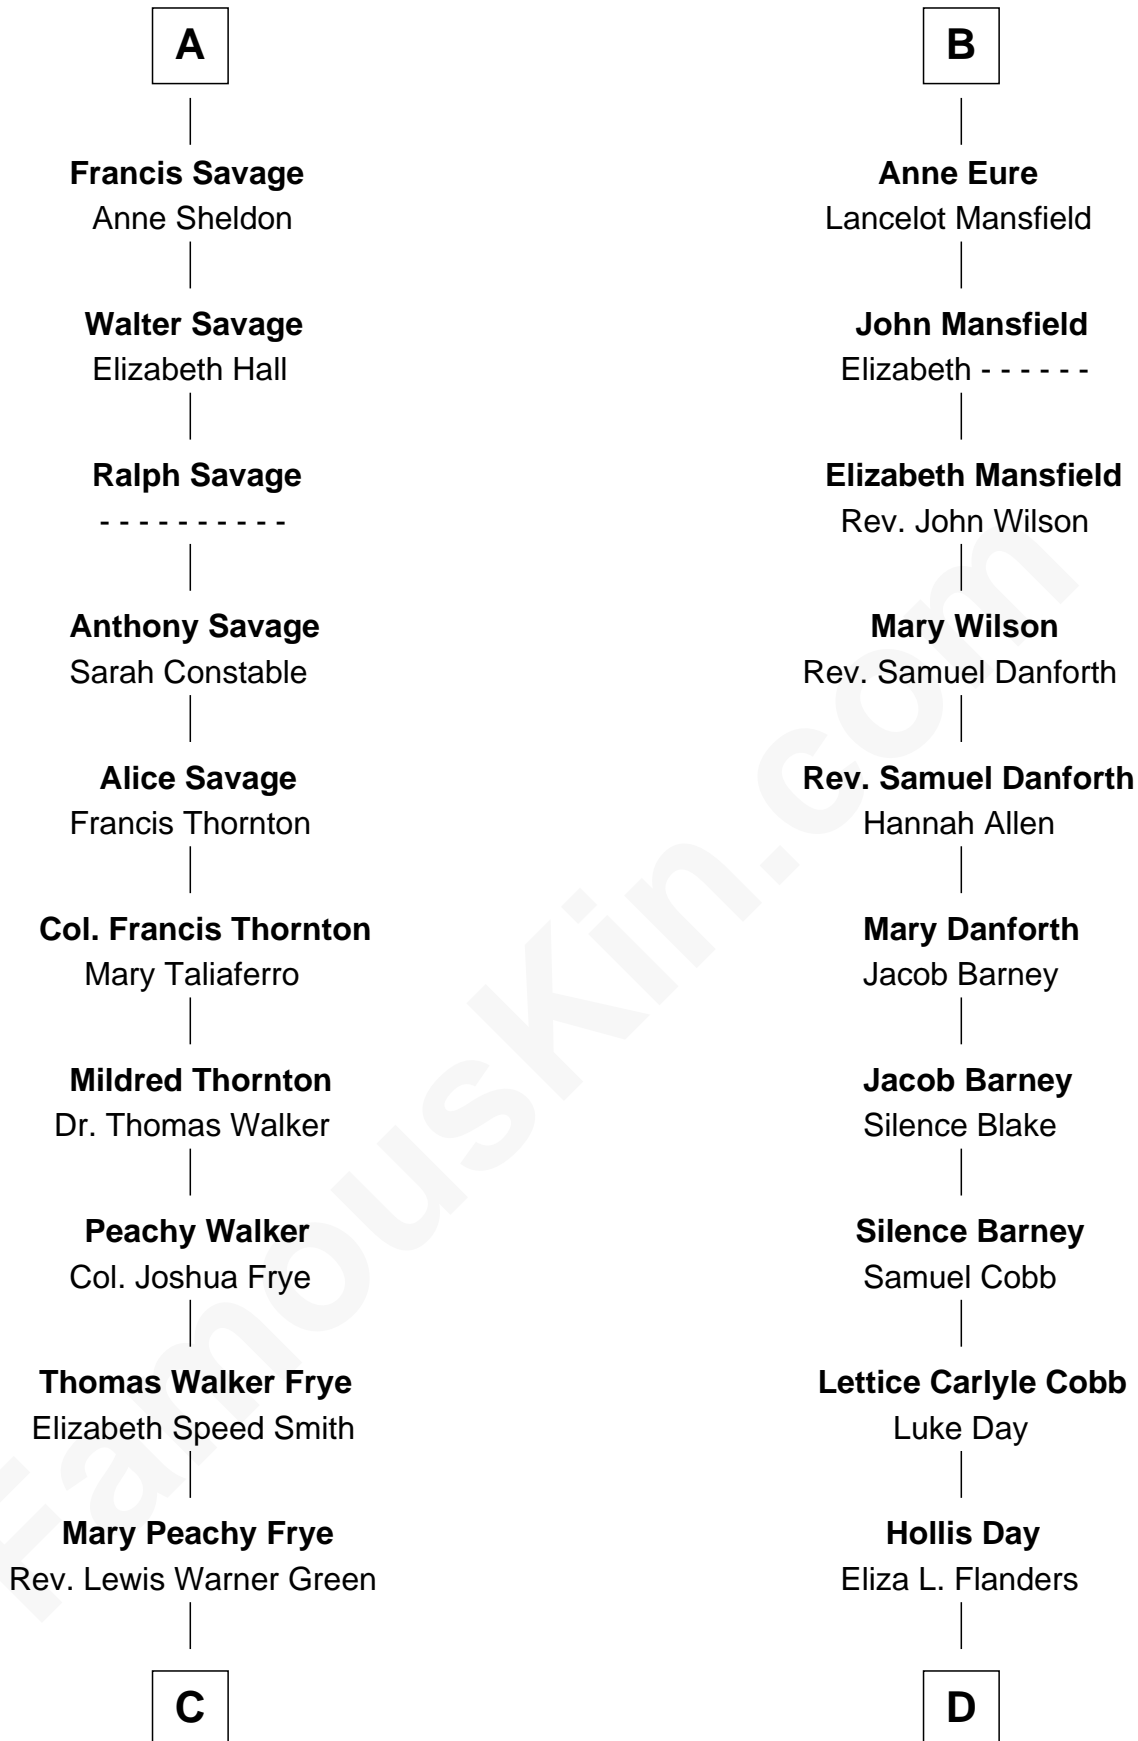 A
Francis Savage
Anne Sheldon
Walter Savage
Elizabeth Hall
Ralph Savage
- - - - - - - - - -
Anthony Savage
Sarah Constable
Alice Savage
Francis Thornton
Col. Francis Thornton
Mary Taliaferro
Mildred Thornton
Dr. Thomas Walker
Peachy Walker
Col. Joshua Frye
Thomas Walker Frye
Elizabeth Speed Smith
Mary Peachy Frye
Rev. Lewis Warner Green
C
B
Anne Eure
Lancelot Mansfield
John Mansfield
Elizabeth - - - - - -
Elizabeth Mansfield
Rev. John Wilson
Mary Wilson
Rev. Samuel Danforth
Rev. Samuel Danforth
Hannah Allen
Mary Danforth
Jacob Barney
Jacob Barney
Silence Blake
Silence Barney
Samuel Cobb
Lettice Carlyle Cobb
Luke Day
Hollis Day
Eliza L. Flanders
D
FamousKin.com